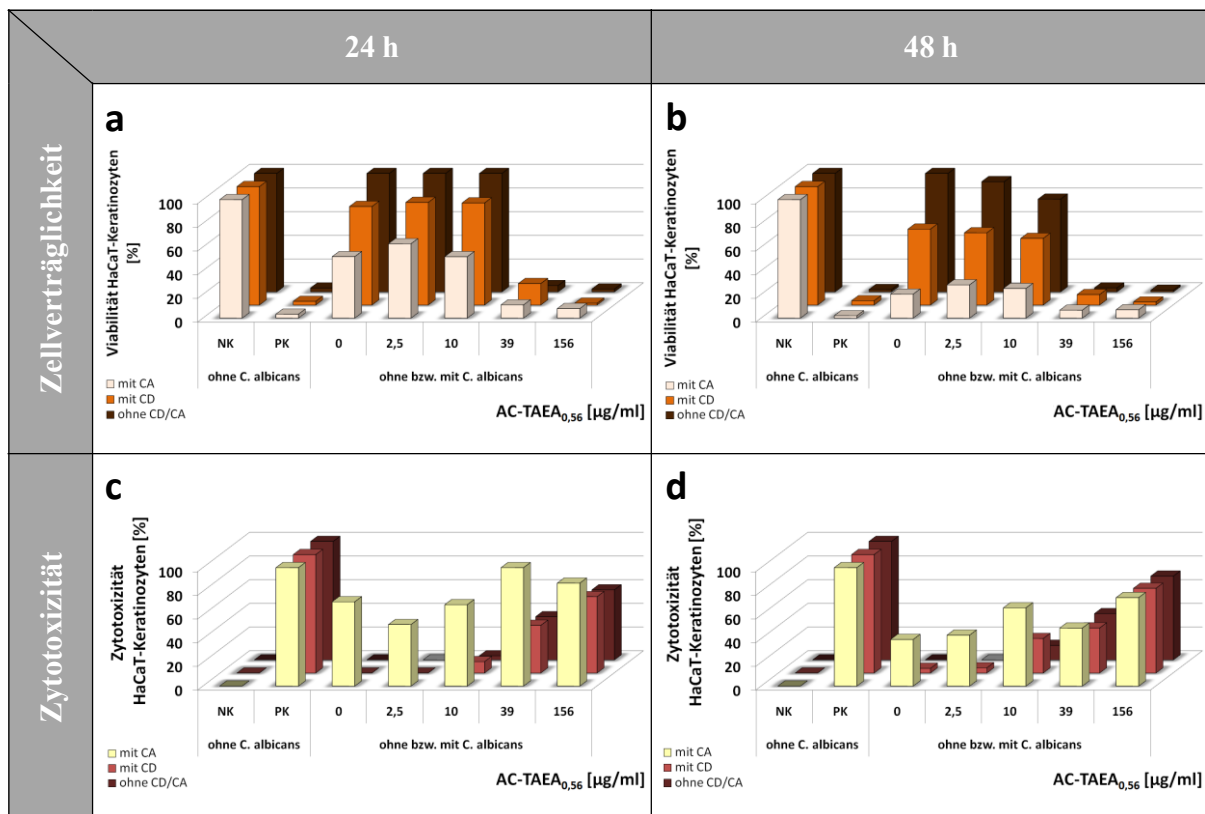 24 h
48 h
Zellverträglichkeit
a
Viabilität HaCaT-Keratinozyten
[%]
100
80
60
40
20
0
NK PK 0 2,5 10 39 156
ohne C. albicans ohne bzw. mit C. albicans
mit CA
mit CD
ohne CD/CA
AC-TAEA0,56 [µg/ml]
b
Viabilität HaCaT-Keratinozyten
[%]
100
80
60
40
20
0
NK PK 0 2,5 10 39 156
ohne C. albicans ohne bzw. mit C. albicans
mit CA
mit CD
ohne CD/CA
AC-TAEA0,56 [µg/ml]
Zytotoxizität
c
Zytotoxizität
HaCaT-Keratinozyten [%]
100
80
60
40
20
0
NK PK 0 2,5 10 39 156
ohne C. albicans ohne bzw. mit C. albicans
mit CA
mit CD
ohne CD/CA
AC-TAEA0,56 [µg/ml]
d
Zytotoxizität
HaCaT-Keratinozyten [%]
100
80
60
40
20
0
NK PK 0 2,5 10 39 156
ohne C. albicans ohne bzw. mit C. albicans
mit CA
mit CD
ohne CD/CA
AC-TAEA0,56 [µg/ml]